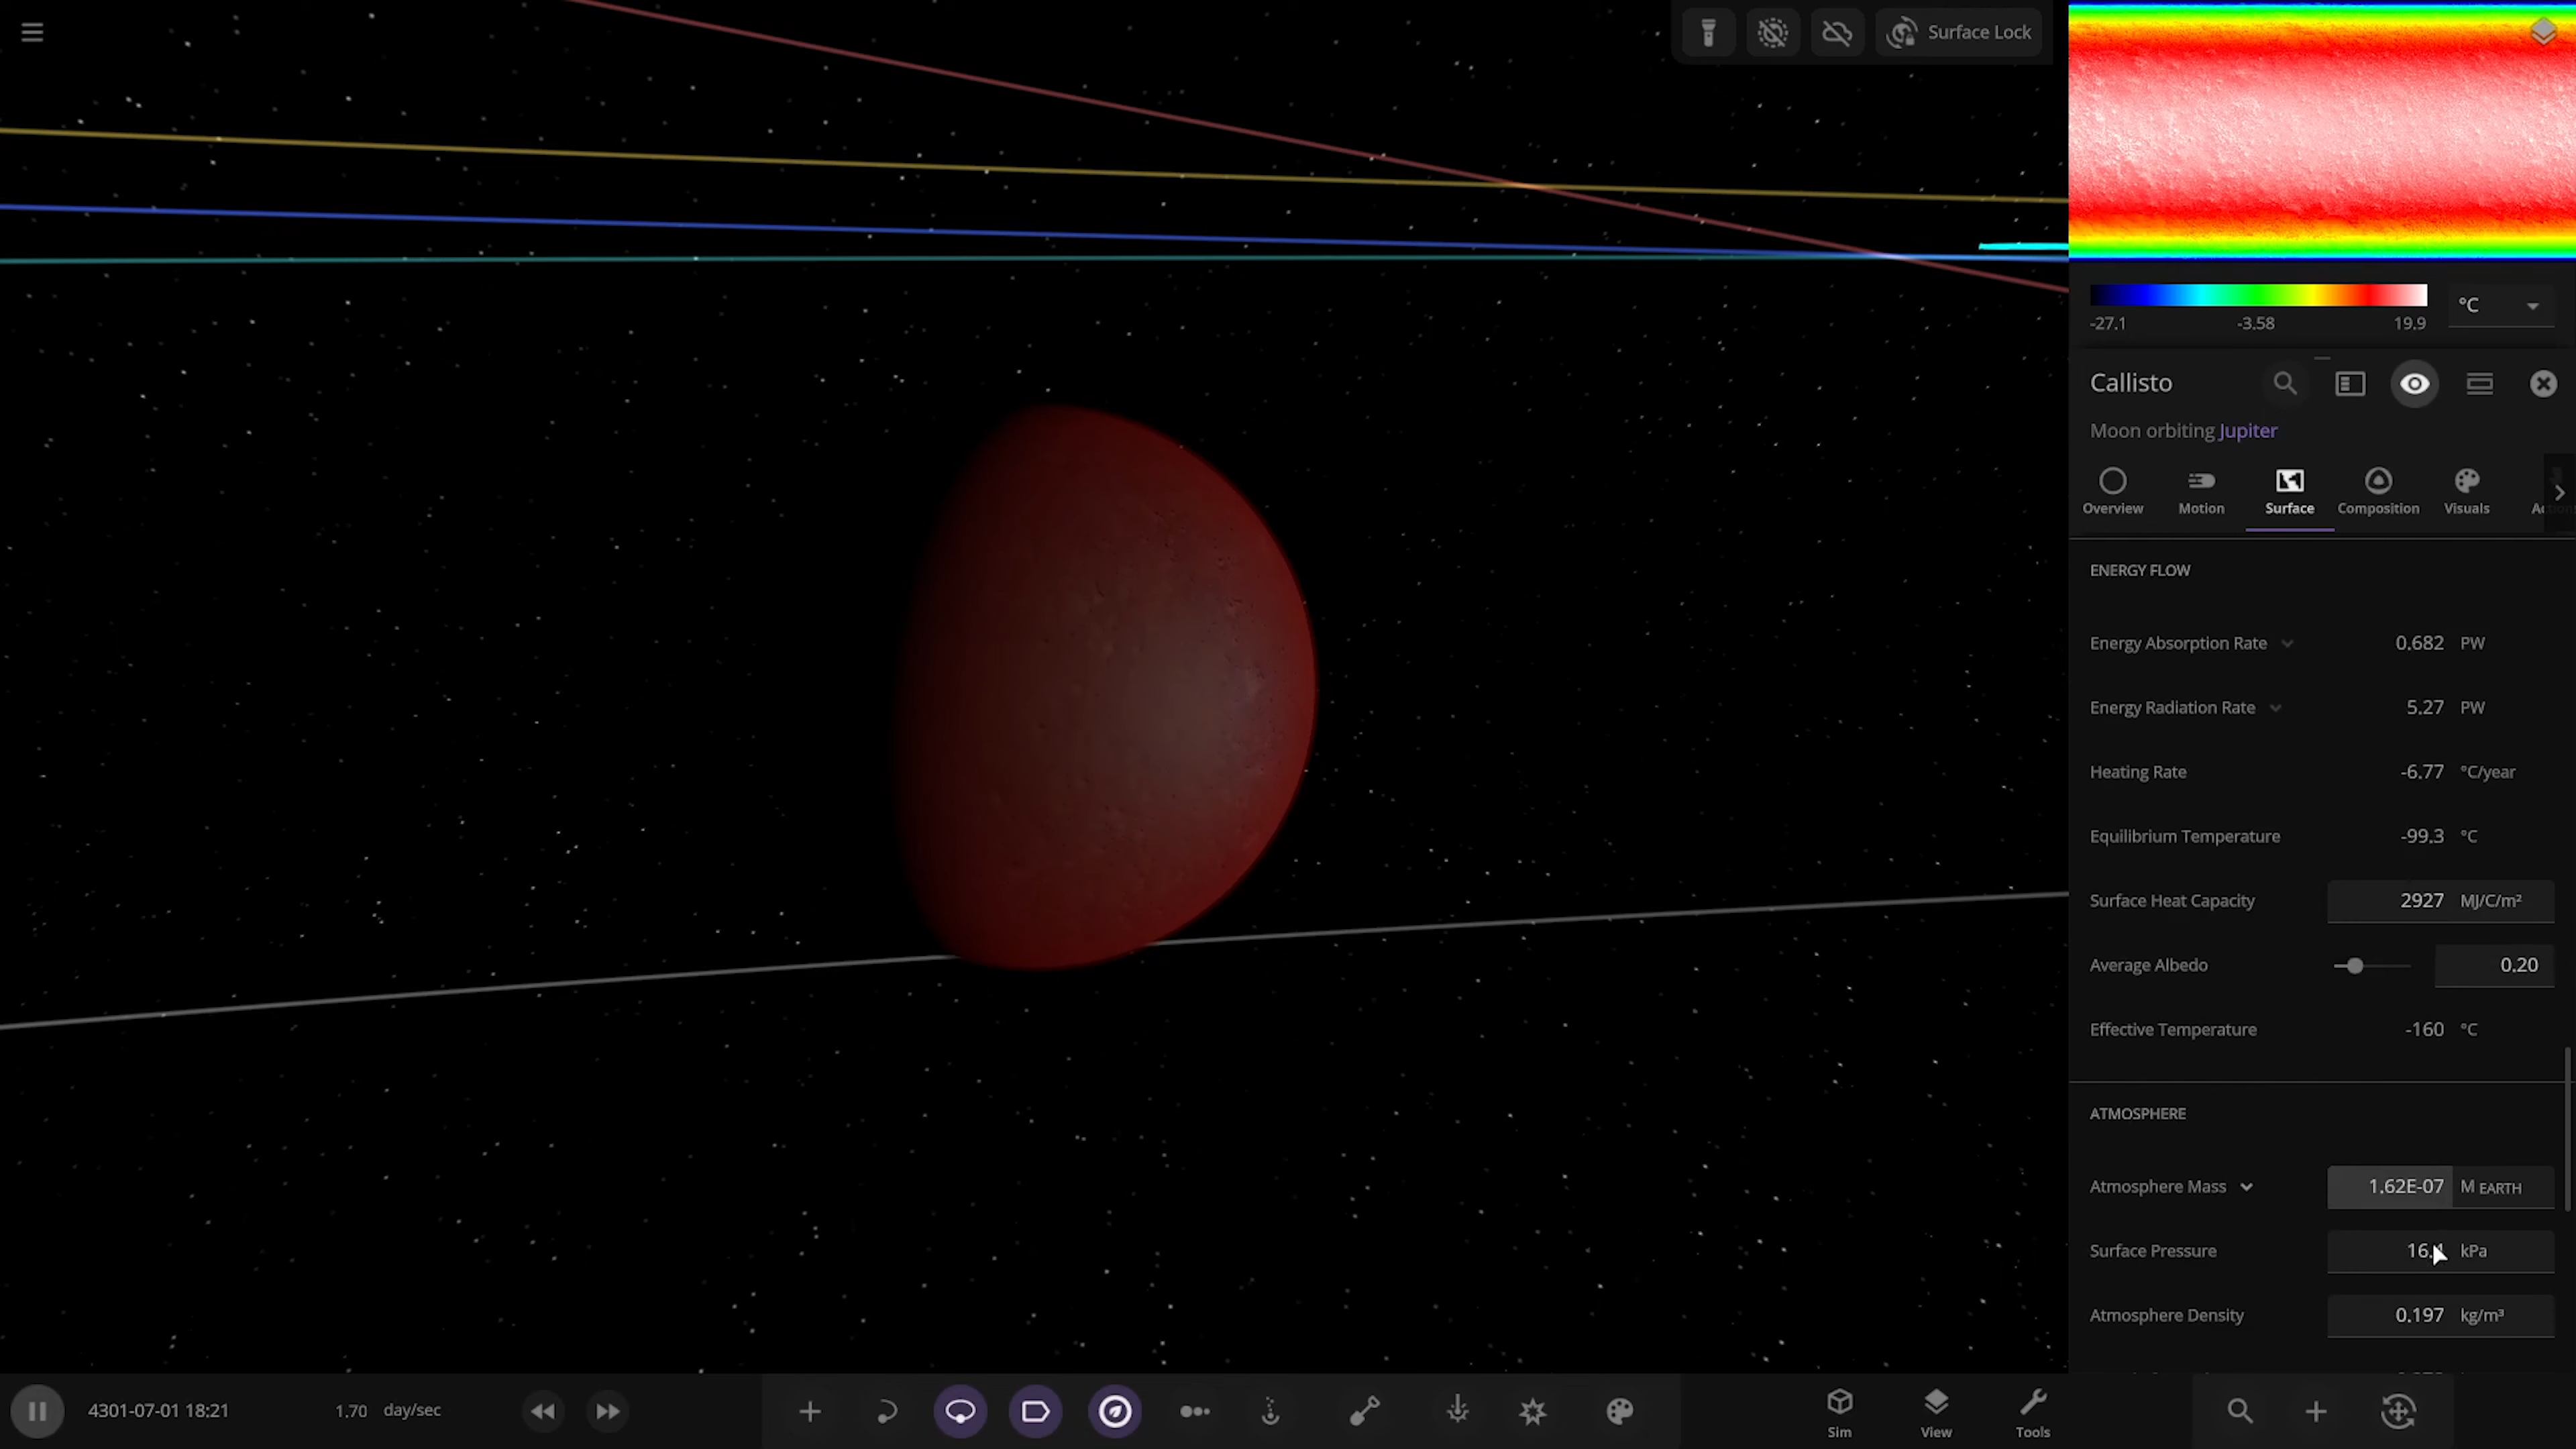 Surface Lock
°C
-27.1 -3.58 19.9
Callisto
Moon orbiting Jupiter
Overview Motion Surface Composition Visuals
ENERGY FLOW
Energy Absorption Rate 0.682 PW
Energy Radiation Rate 5.27 PW
Heating Rate -6.77 °C/year
Equilibrium Temperature -99.3 °C
Surface Heat Capacity 2927 MJ/C/m²
Average Albedo 0.20
Effective Temperature -160 °C
ATMOSPHERE
Atmosphere Mass 1.62E-07 M EARTH
Surface Pressure kPa
Atmosphere Density 0.197 kg/m³
4301-07-01 18:21 1.70 day/sec
Sim View Tools